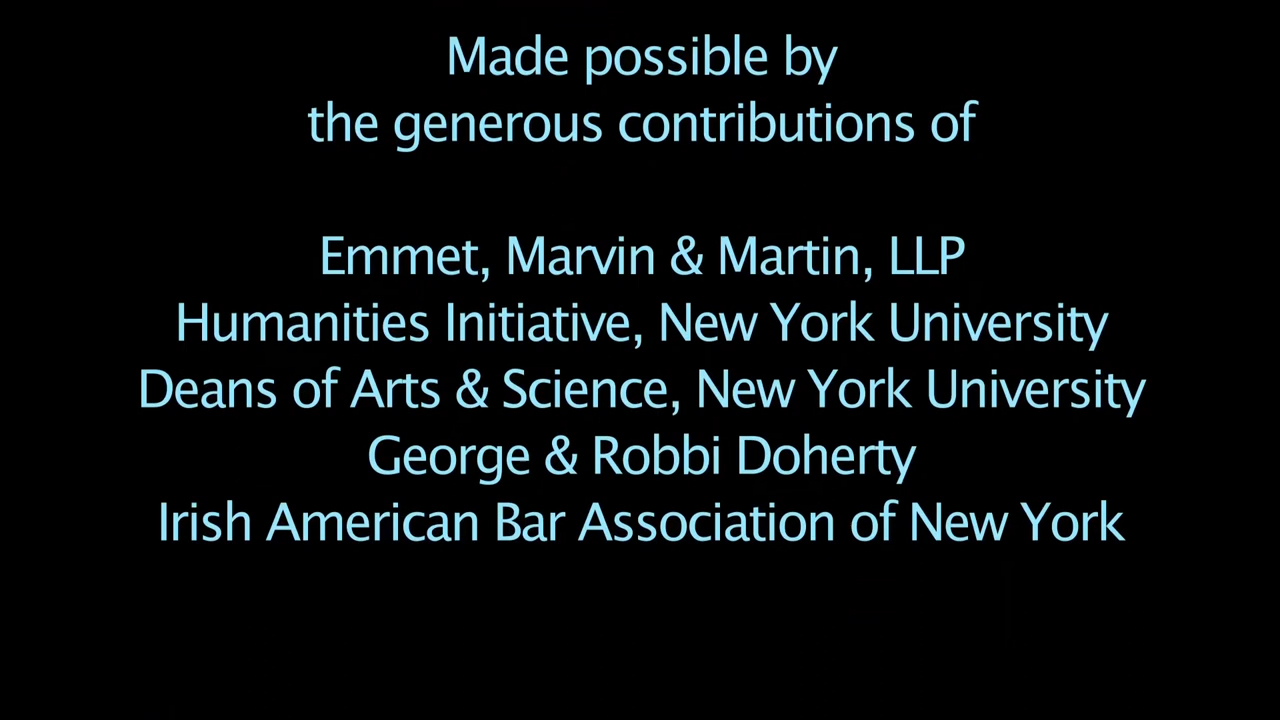 Made possible by
the generous contributions of
Emmet, Marvin & Martin, LLP
Humanities Initiative, New York University
Deans of Arts & Science, New York University
George & Robbi Doherty
Irish American Bar Association of New York